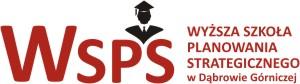 WSPS
WYŻSZA SZKOŁA
PLANOWANIA
STRATEGICZNEGO
w Dąbrowie Górniczej